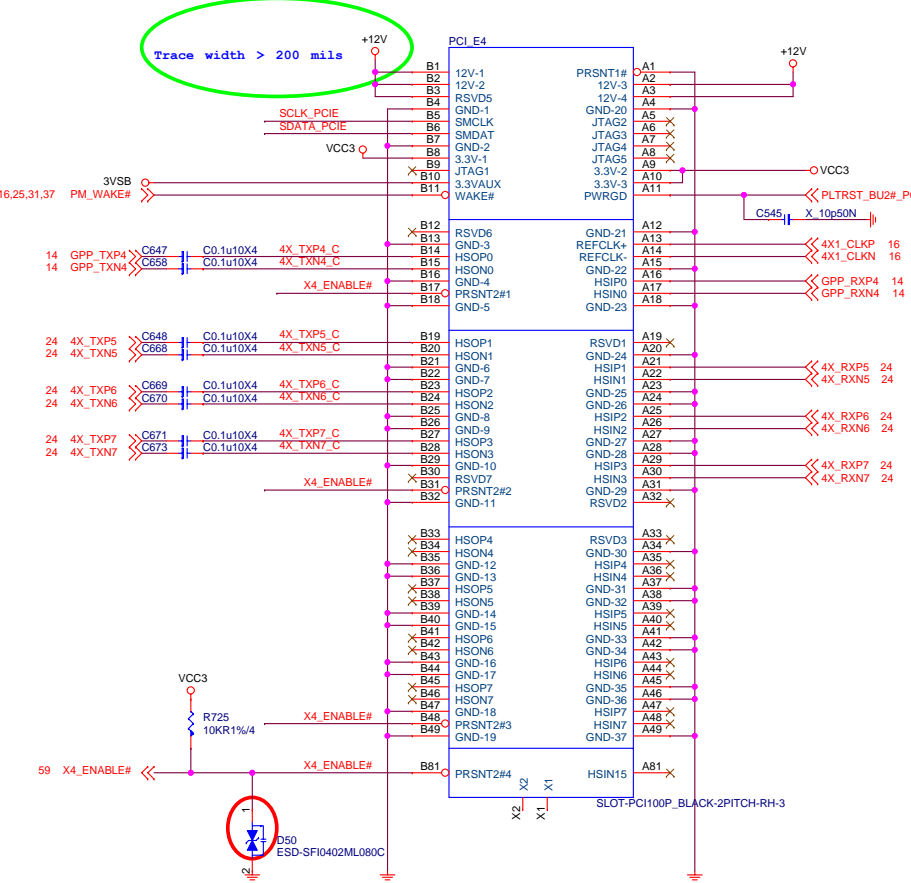 +12V
Trace width > 200 mils
PCI_E4
+12V
B1 12V-1 PRSNT1# A1
B2 12V-2 12V-3 A2
B3 RSVD5 12V-4 A3
B4 GND-1 GND-20 A4
SCLK_PCIE B5 SMCLK JTAG2 A5
SDATA_PCIE B6 SMDAT JTAG3 A6
B7 GND-2 JTAG4 A7
VCC3 B8 3.3V-1 JTAG5 A8
B9 JTAG1 3.3V-2 A9 VCC3
3VSB B10 3.3VAUX 3.3V-3 A10
16,25,31,37 PM_WAKE# B11 WAKE# PWRGD A11 PLTRST_BU2#_P
C545 X_10p50N
B12 RSVD6 GND-21 A12
B13 GND-3 REFCLK+ A13 4X1_CLKP 16
14 GPP_TXP4 C647 C0.1u10X4 4X_TXP4_C B14 HSOP0 REFCLK- A14 4X1_CLKN 16
14 GPP_TXN4 C658 C0.1u10X4 4X_TXN4_C B15 HSON0 GND-22 A15
B16 GND-4 HSIP0 A16 GPP_RXP4 14
X4_ENABLE# B17 PRSNT2#1 HSIN0 A17 GPP_RXN4 14
B18 GND-5 GND-23 A18
24 4X_TXP5 C648 C0.1u10X4 4X_TXP5_C B19 HSOP1 RSVD1 A19
24 4X_TXN5 C668 C0.1u10X4 4X_TXN5_C B20 HSON1 GND-24 A20
B21 GND-6 HSIP1 A21 4X_RXP5 24
B22 GND-7 HSIN1 A22 4X_RXN5 24
24 4X_TXP6 C669 C0.1u10X4 4X_TXP6_C B23 HSOP2 GND-25 A23
24 4X_TXN6 C670 C0.1u10X4 4X_TXN6_C B24 HSON2 GND-26 A24
B25 GND-8 HSIP2 A25 4X_RXP6 24
B26 GND-9 HSIN2 A26 4X_RXN6 24
24 4X_TXP7 C671 C0.1u10X4 4X_TXP7_C B27 HSOP3 GND-27 A27
24 4X_TXN7 C673 C0.1u10X4 4X_TXN7_C B28 HSON3 GND-28 A28
B29 GND-10 HSIP3 A29 4X_RXP7 24
B30 RSVD7 HSIN3 A30 4X_RXN7 24
X4_ENABLE# B31 PRSNT2#2 GND-29 A31
B32 GND-11 RSVD2 A32
B33 HSOP4 RSVD3 A33
B34 HSON4 GND-30 A34
B35 GND-12 HSIP4 A35
B36 GND-13 HSIN4 A36
B37 HSOP5 GND-31 A37
B38 HSON5 GND-32 A38
B39 GND-14 HSIP5 A39
B40 GND-15 HSIN5 A40
B41 HSOP6 GND-33 A41
B42 HSON6 GND-34 A42
B43 GND-16 HSIP6 A43
B44 GND-17 HSIN6 A44
B45 HSOP7 GND-35 A45
B46 HSON7 GND-36 A46
B47 GND-18 HSIP7 A47
X4_ENABLE# B48 PRSNT2#3 HSIN7 A48
B49 GND-19 GND-37 A49
VCC3
R725
10KR1%/4
59 X4_ENABLE# X4_ENABLE# B81 PRSNT2#4 HSIN15 A81
X2 X1
X2 X1
SLOT-PCI100P_BLACK-2PITCH-RH-3
1
D50
ESD-SFI0402ML080C
2